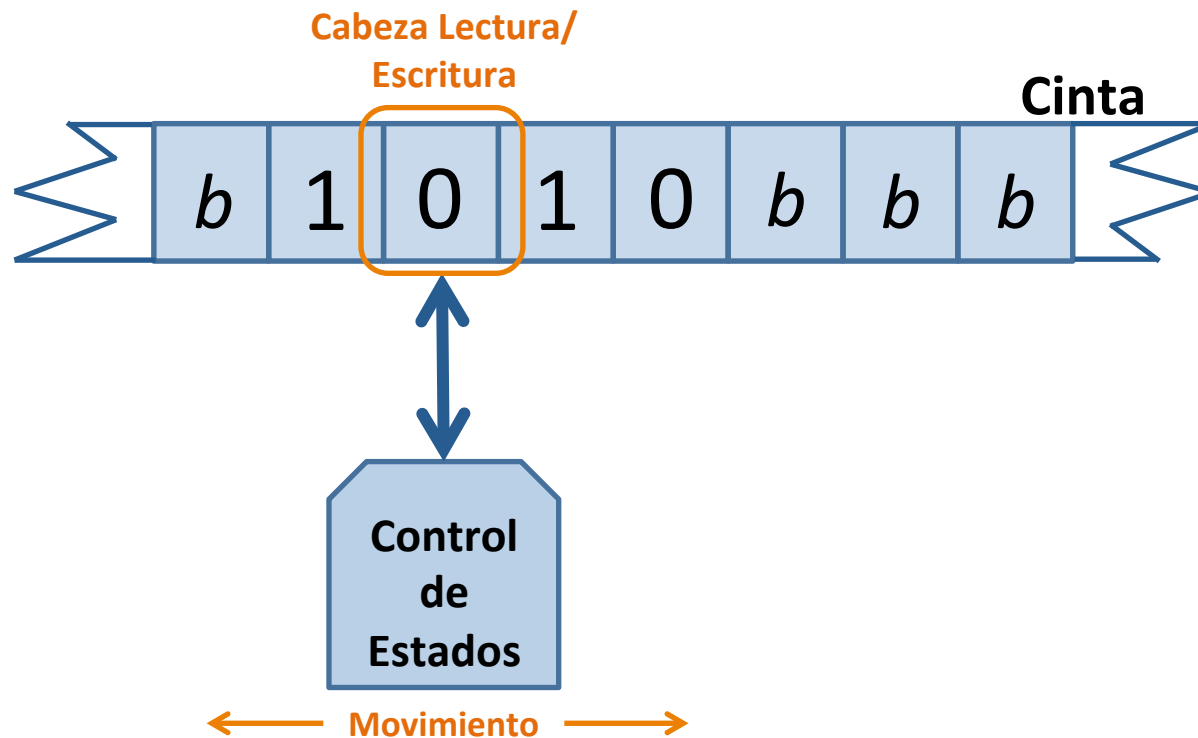 Cabeza Lectura/
Escritura
Cinta
b 1 0 1 0 b b b
Control
de
Estados
Movimiento